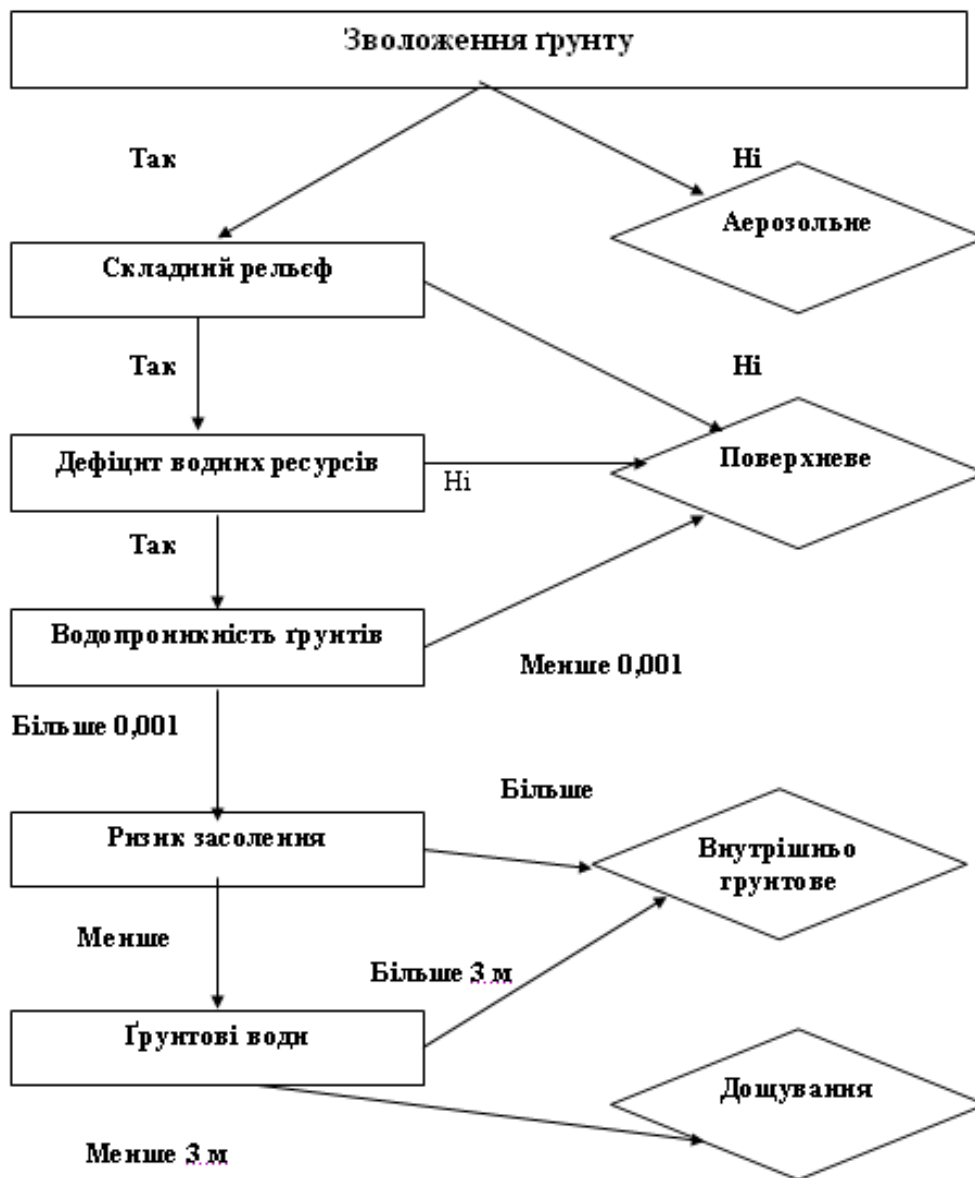 Зволоження ґрунту
Так
Ні
Аерозольне
Складний рельєф
Так
Ні
Дефіцит водних ресурсів
Ні
Поверхневе
Так
Водопроникність ґрунтів
Менше 0,001
Більше 0,001
Більше
Ризик засолення
Внутрішньо
грунтове
Менше
Більше 3 м
Ґрунтові води
Дощування
Менше 3 м